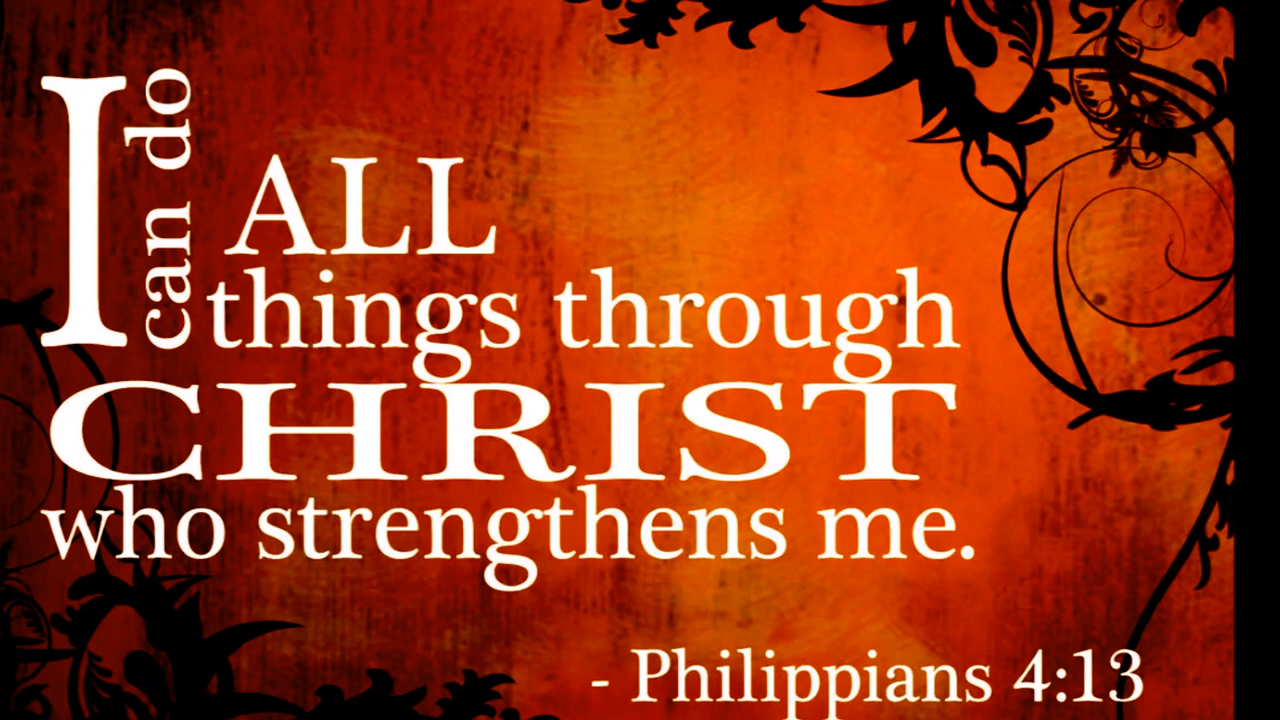 I can do ALL
things through
CHRIST
who strengthens me.
- Philippians 4:13